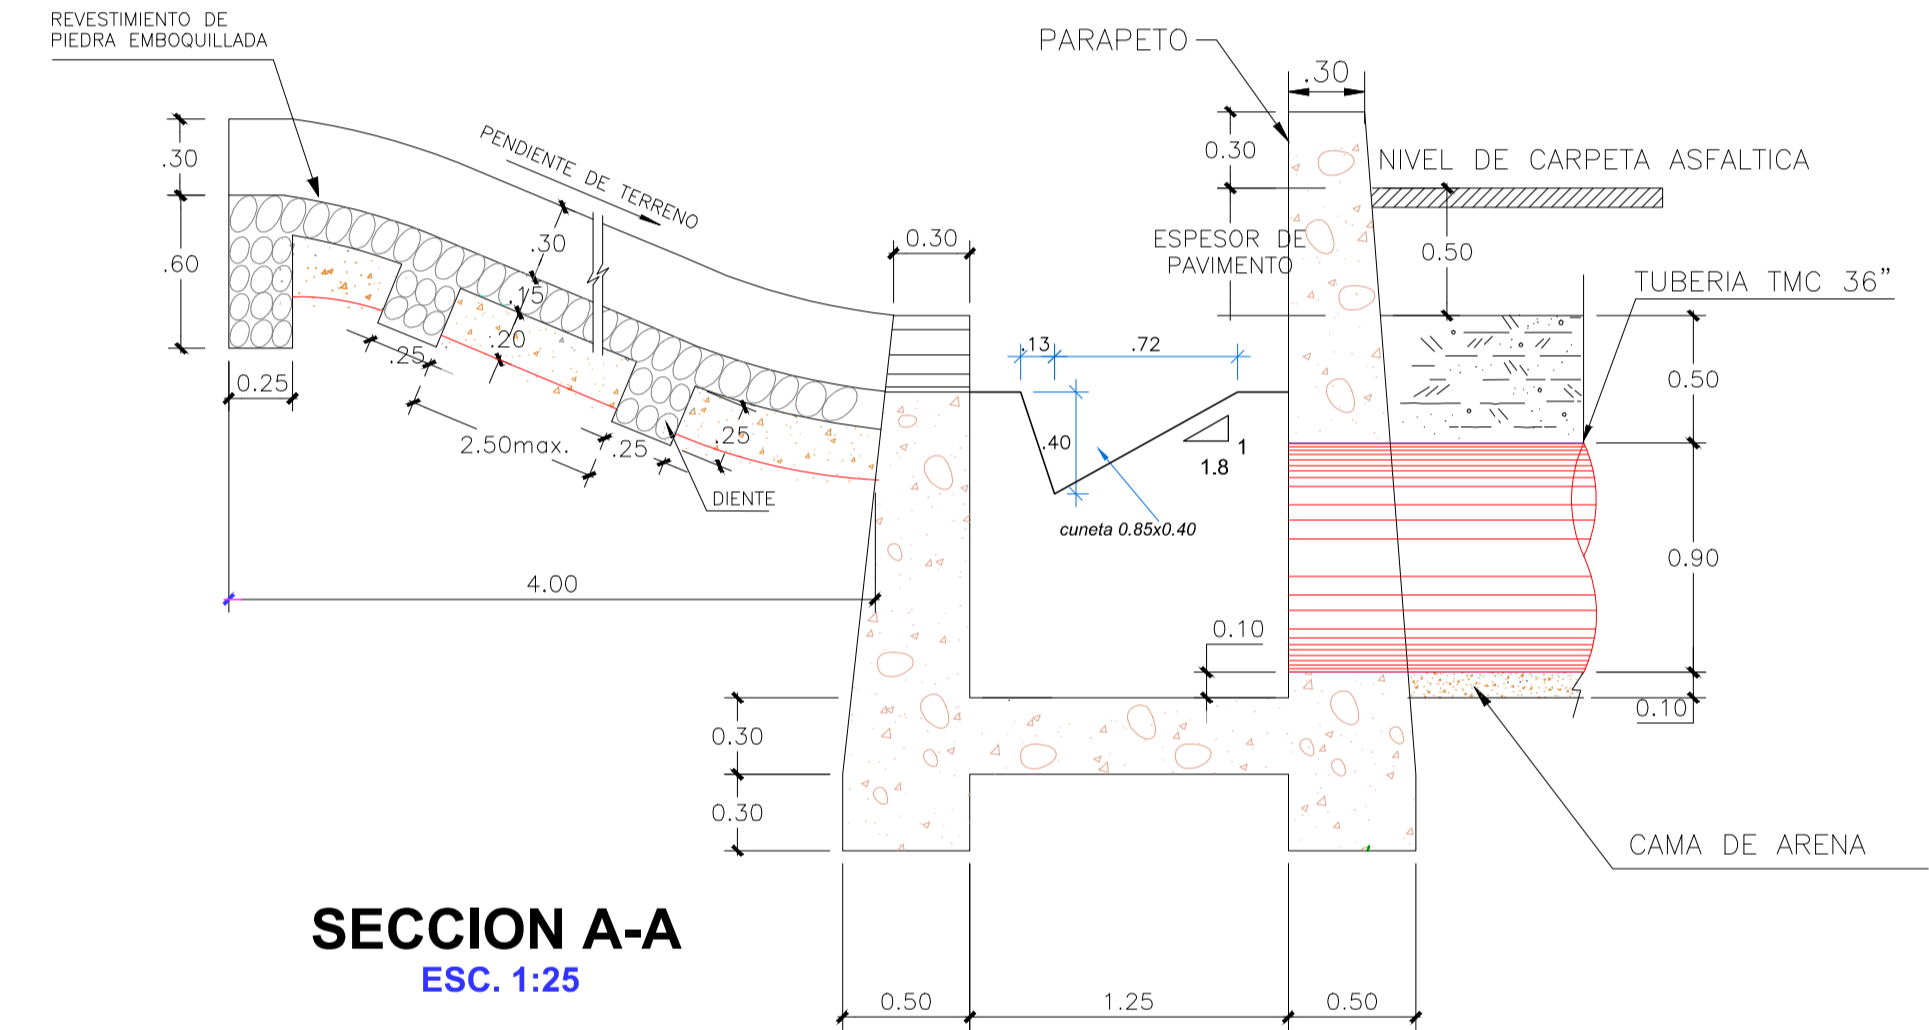 REVESTIMIENTO DE
PIEDRA EMBOQUILLADA
PARAPETO
.30
.30
0.30
NIVEL DE CARPETA ASFALTICA
PENDIENTE DE TERRENO
.60
.30
0.30
ESPESOR DE
PAVIMENTO
0.50
TUBERIA TMC 36”
.15
.20
.25
0.25
.13
.72
0.50
2.50max.
.25
.25
.40
1
1.8
DIENTE
cuneta 0.85x0.40
4.00
0.90
0.10
0.10
0.30
0.30
CAMA DE ARENA
SECCION A-A
ESC. 1:25
0.50
1.25
0.50